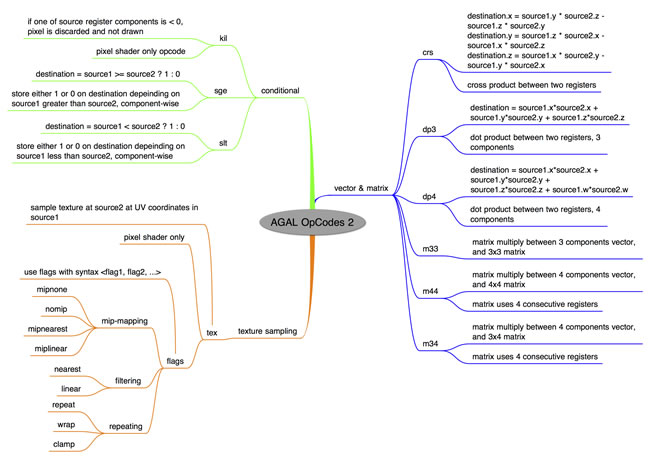 if one of source register components is < 0,
pixel is discarded and not drawn
kil
pixel shader only opcode
destination = source1 >= source2 ? 1 : 0
sge
store either 1 or 0 on destination depeinding on
source1 greater than source2, component-wise
conditional
destination = source1 < source2 ? 1 : 0
slt
store either 1 or 0 on destination depeinding on
source1 less than source2, component-wise
AGAL OpCodes 2
sample texture at source2 at UV coordinates in
source1
pixel shader only
use flags with syntax <flag1, flag2, ...>
mipnone
nomip
mip-mapping
mipnearest
miplinear
tex
texture sampling
flags
nearest
filtering
linear
repeat
wrap
repeating
clamp
vector & matrix
destination.x = source1.y * source2.z -
source1.z * source2.y
destination.y = source1.z * source2.x -
source1.x * source2.z
destination.z = source1.x * source2.y -
source1.y * source2.x
crs
cross product between two registers
destination = source1.x*source2.x +
source1.y*source2.y + source1.z*source2.z
dp3
dot product between two registers, 3
components
destination = source1.x*source2.x +
source1.y*source2.y +
source1.z*source2.z + source1.w*source2.w
dp4
dot product between two registers, 4
components
m33
matrix multiply between 3 components vector,
and 3x3 matrix
matrix multiply between 4 components vector,
and 4x4 matrix
m44
matrix uses 4 consecutive registers
matrix multiply between 4 components vector,
and 3x4 matrix
m34
matrix uses 4 consecutive registers